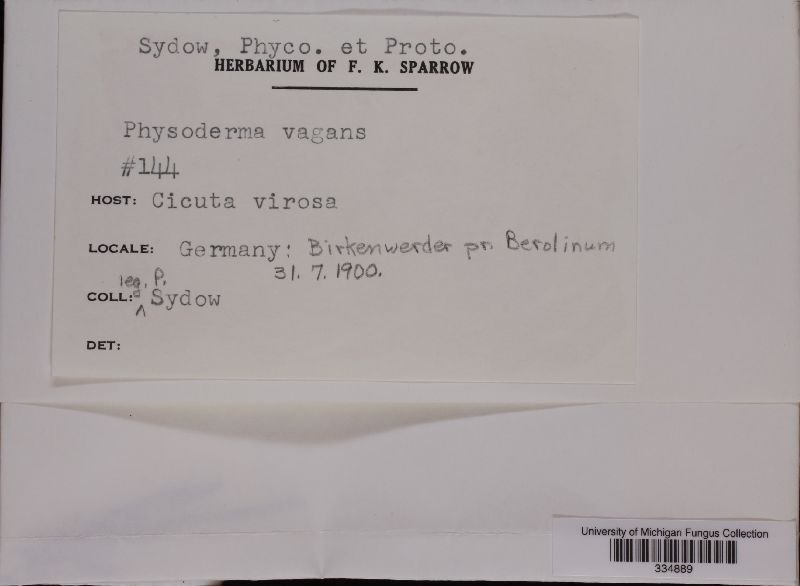 Sydow, Phyco. et Proto.
HERBARIUM OF F. K. SPARROW
Physoderma vagans
#144
HOST: Cicuta virosa
LOCALE: Germany: Birkenwerder pr. Berolinum
31. 7. 1900.
leg. P.
COLL: Sydow
DET:
University of Michigan Fungus Collection
334889